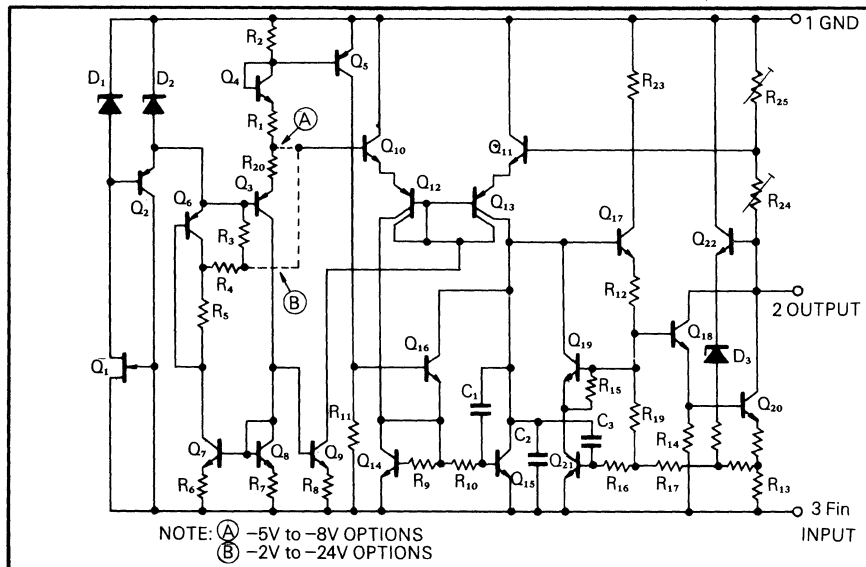 1 GND
R2
Q4
Q5
D1
D2
R23
R25
R1
A
Q10
Q11
R20
Q2
Q6
Q3
Q12
Q13
R24
R3
Q17
Q22
R4
B
R5
R12
2 OUTPUT
Q18
Q16
Q19
D3
Q1
R11
C1
R15
R19
Q20
C2
C3
R14
Q7
Q8
Q9
Q14
R9
R10
Q15
Q21
R16
R17
R13
R6
R7
R8
3 Fin
INPUT
NOTE: A -5V to -8V OPTIONS
B -2V to -24V OPTIONS